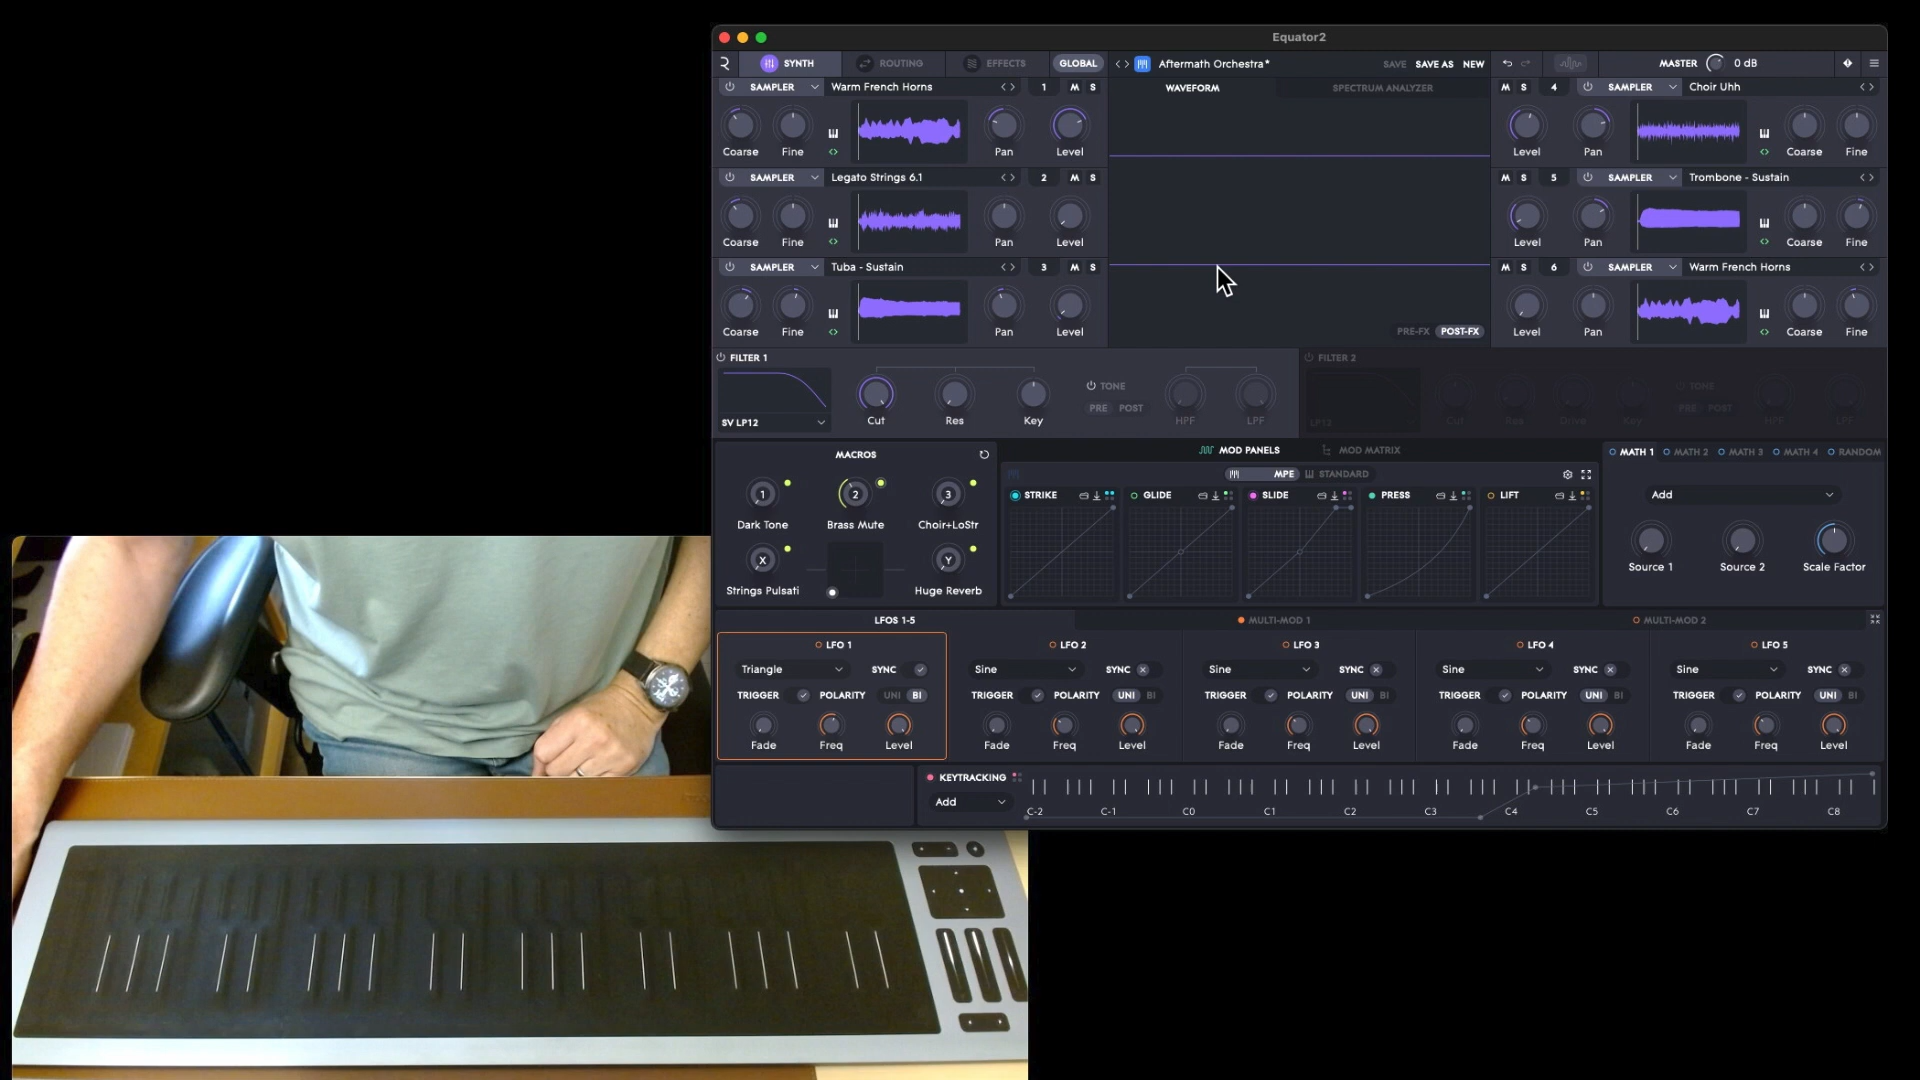 Equator2
SYNTH ROUTING EFFECTS GLOBAL Aftermath Orchestra* SAVE SAVE AS NEW MASTER 0 dB
SAMPLER Warm French Horns 1 M S
Coarse Fine Pan Level
SAMPLER Legato Strings 6.1 2 M S
Coarse Fine Pan Level
SAMPLER Tuba - Sustain 3 M S
Coarse Fine Pan Level
WAVEFORM SPECTRUM ANALYZER
PRE-FX POST-FX
M S 4 SAMPLER Choir Uhh
Level Pan Coarse Fine
M S 5 SAMPLER Trombone - Sustain
Level Pan Coarse Fine
M S 6 SAMPLER Warm French Horns
Level Pan Coarse Fine
FILTER 1
SV LP12
Cut Res Key
TONE
PRE POST
HPF LPF
FILTER 2
LP12
Cut Res Drive Key
TONE
PRE POST
HPF LPF
MACROS
1 2 3
Dark Tone Brass Mute Choir+LoStr
X Y
Strings Pulsati Huge Reverb
MOD PANELS MOD MATRIX
MPE STANDARD
STRIKE GLIDE SLIDE PRESS LIFT
MATH 1 MATH 2 MATH 3 MATH 4 RANDOM
Add
Source 1 Source 2 Scale Factor
LFOS 1-5 MULTI-MOD 1 MULTI-MOD 2
LFO 1 LFO 2 LFO 3 LFO 4 LFO 5
Triangle SYNC Sine SYNC Sine SYNC Sine SYNC Sine SYNC
TRIGGER POLARITY UNI BI TRIGGER POLARITY UNI BI TRIGGER POLARITY UNI BI TRIGGER POLARITY UNI BI TRIGGER POLARITY UNI BI
Fade Freq Level Fade Freq Level Fade Freq Level Fade Freq Level Fade Freq Level
KEYTRACKING
Add
C-2 C-1 C0 C1 C2 C3 C4 C5 C6 C7 C8